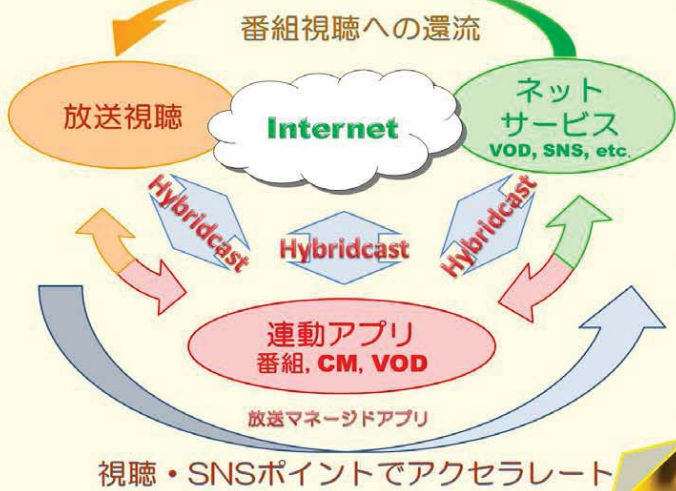 番組視聴への還流
放送視聴
Internet
ネット
サービス
VOD, SNS, etc.
Hybridcast
Hybridcast
Hybridcast
連動アプリ
番組, CM, VOD
放送マネージドアプリ
視聴・SNSポイントでアクセラレート